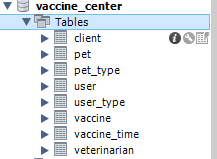 vaccine_center
Tables
client
pet
pet_type
user
user_type
vaccine
vaccine_time
veterinarian